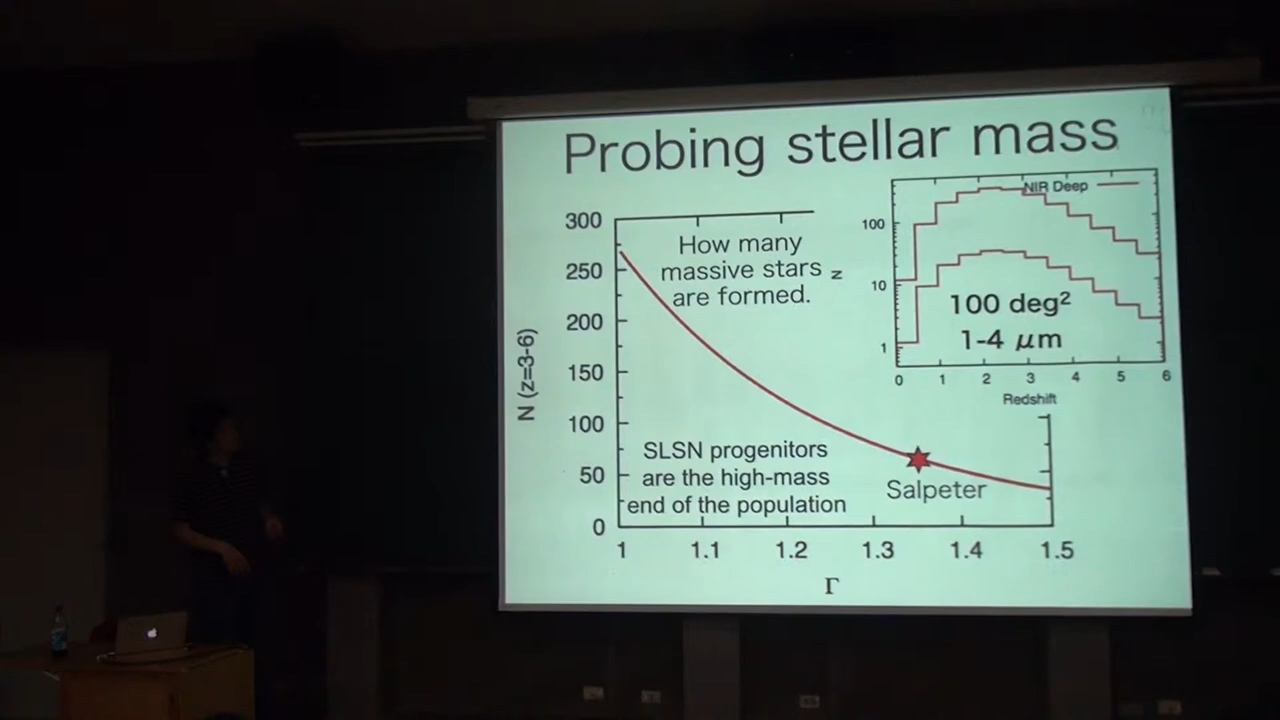 Probing stellar mass
300
250
200
150
100
50
0
N (z=3-6)
How many
massive stars
are formed.
SLSN progenitors
are the high-mass
end of the population
Salpeter
1 1.1 1.2 1.3 1.4 1.5
Γ
NIR Deep
100
10
1
N
100 deg²
1-4 μm
0 1 2 3 4 5 6
Redshift